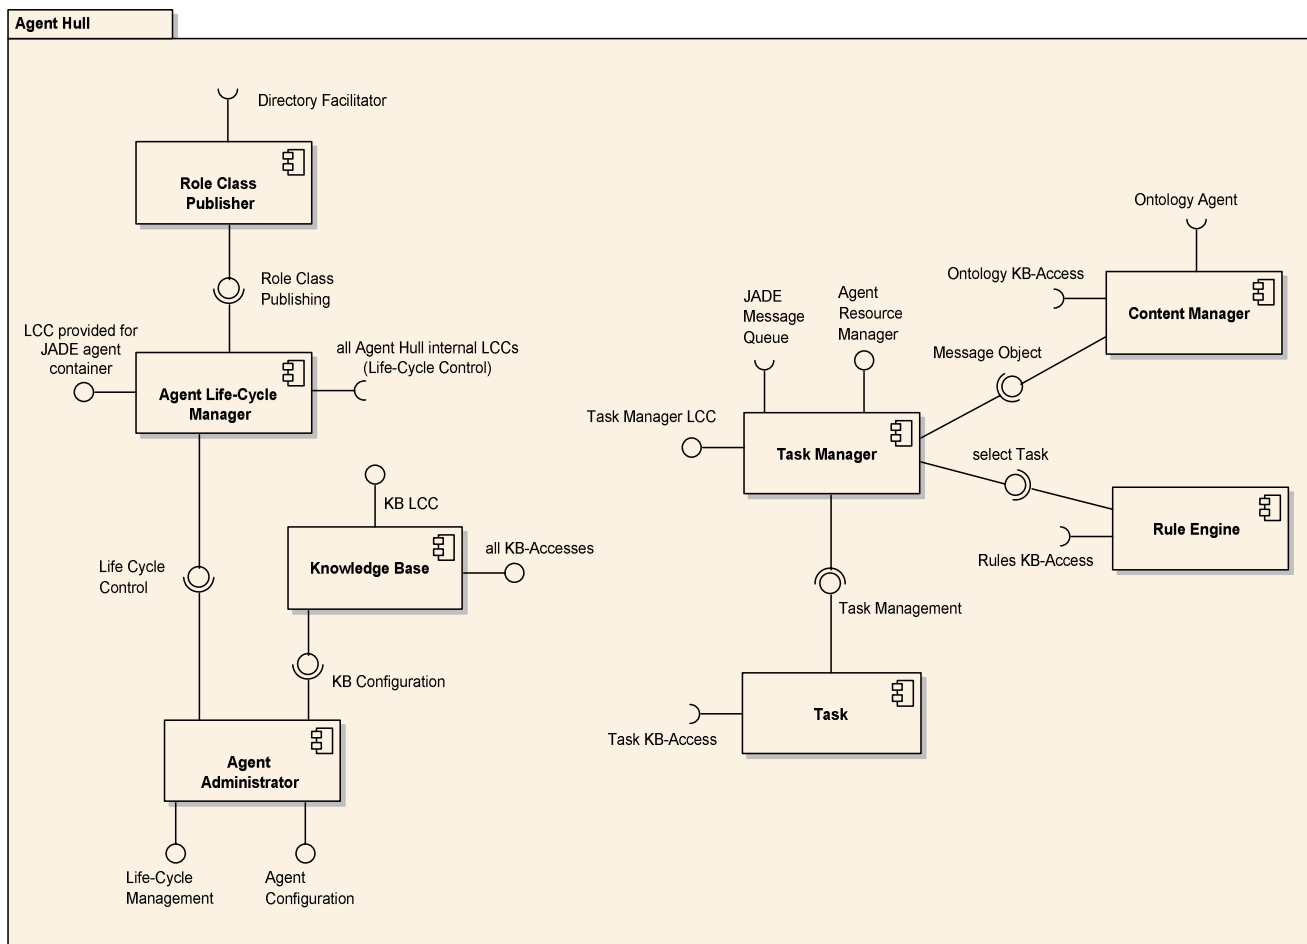 Agent Hull
Directory Facilitator
Role Class
Publisher
Role Class
Publishing
LCC provided for
JADE agent
container
all Agent Hull internal LCCs
(Life-Cycle Control)
Agent Life-Cycle
Manager
KB LCC
Knowledge Base
all KB-Accesses
Life Cycle
Control
KB Configuration
Agent
Administrator
Life-Cycle
Management
Agent
Configuration
Ontology Agent
Ontology KB-Access
Content Manager
JADE
Message
Queue
Agent
Resource
Manager
Message Object
Task Manager LCC
Task Manager
select Task
Rule Engine
Rules KB-Access
Task Management
Task
Task KB-Access